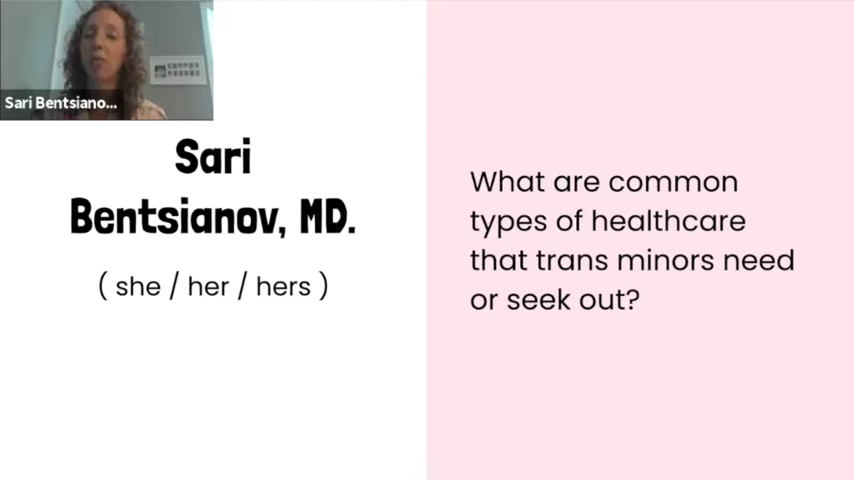 Sari Bentsiano...
Sari
Bentsianov, MD.
( she / her / hers )
What are common
types of healthcare
that trans minors need
or seek out?